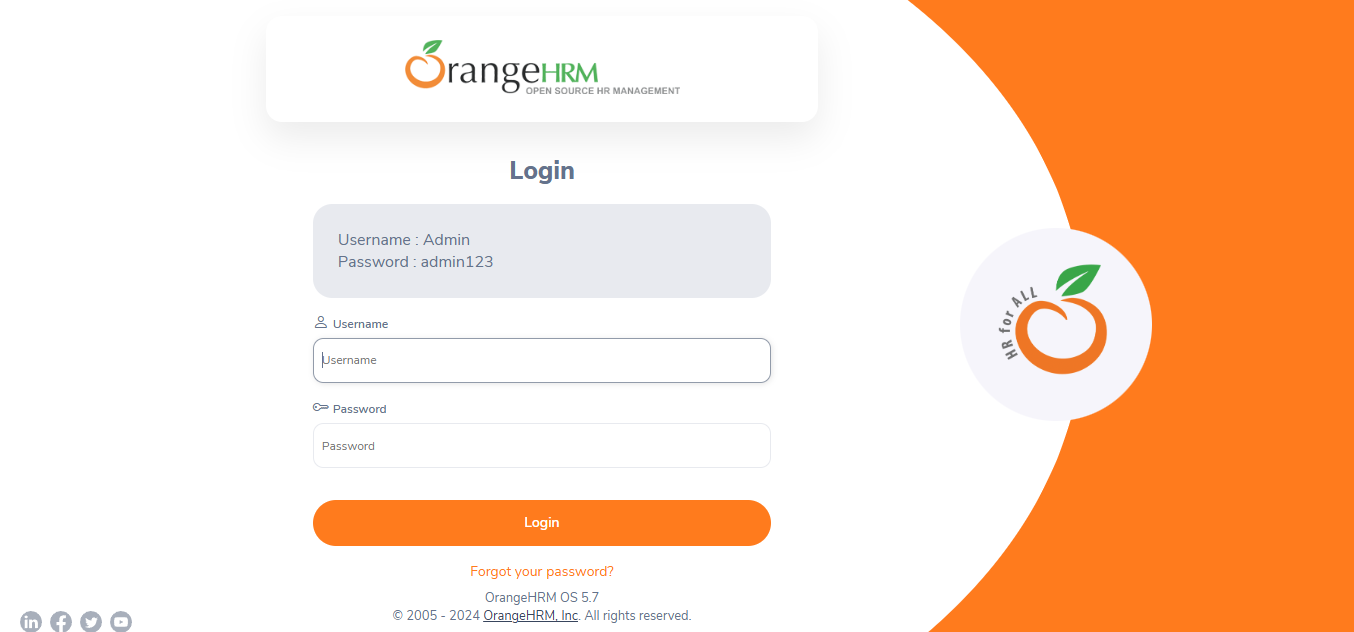 OrangeHRM
OPEN SOURCE HR MANAGEMENT
Login
Username : Admin
Password : admin123
Username
Username
Password
Password
Login
Forgot your password?
OrangeHRM OS 5.7
© 2005 - 2024 OrangeHRM, Inc. All rights reserved.
HR for ALL